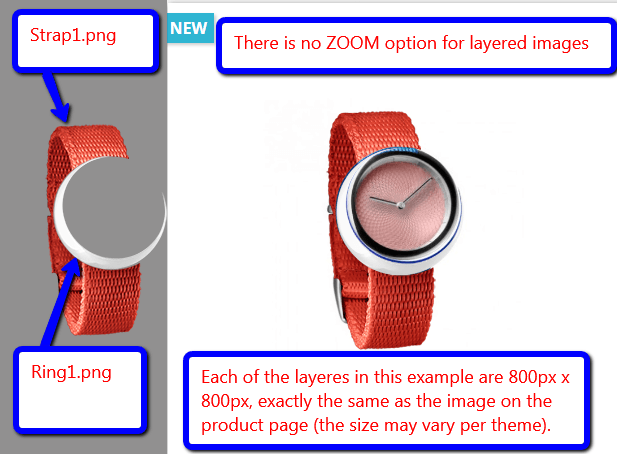 Strap1.png
NEW
There is no ZOOM option for layered images
Ring1.png
Each of the layeres in this example are 800px x
800px, exactly the same as the image on the
product page (the size may vary per theme).